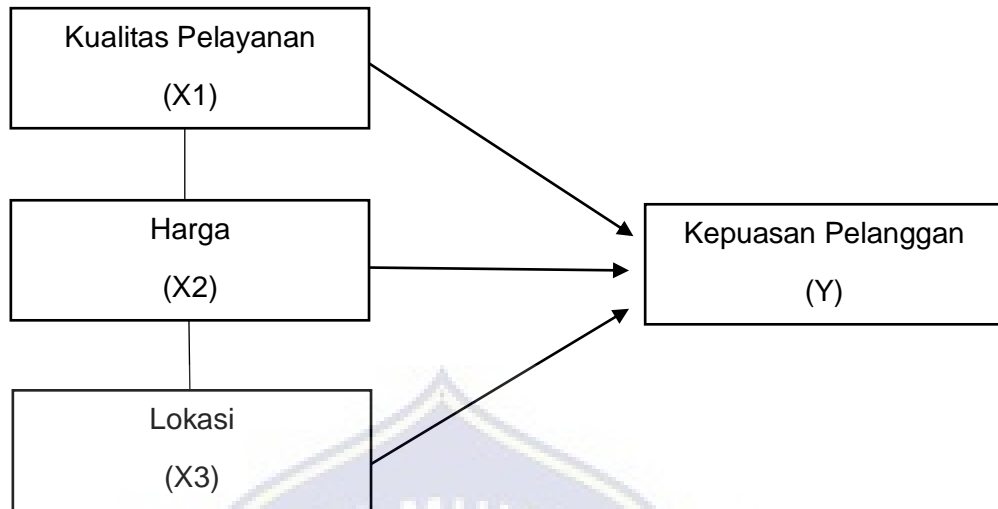 Kualitas Pelayanan
(X1)
Harga
(X2)
Kepuasan Pelanggan
(Y)
Lokasi
(X3)